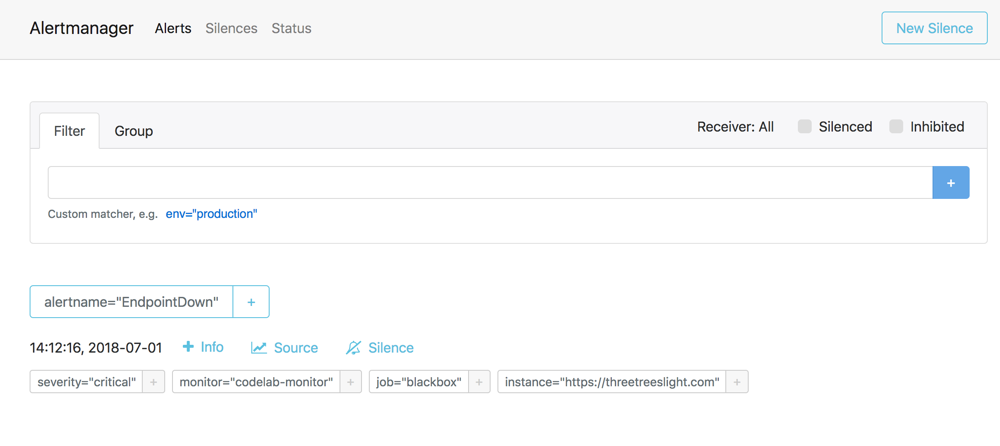 Alertmanager Alerts Silences Status New Silence
Filter Group Receiver: All Silenced Inhibited
+
Custom matcher, e.g. env="production"
alertname="EndpointDown" +
14:12:16, 2018-07-01 + Info Source Silence
severity="critical" + monitor="codelab-monitor" + job="blackbox" + instance="https://threetreeslight.com" +